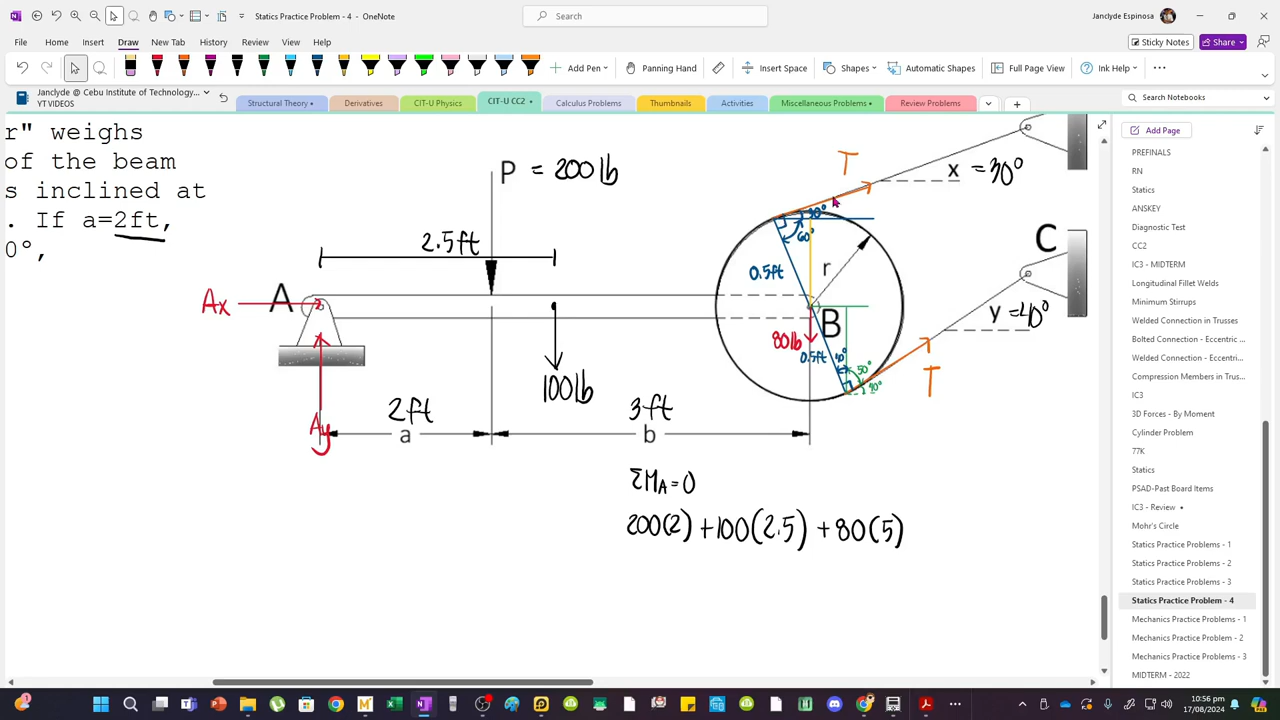 Statics Practice Problem - 4 - OneNote
Search
Janclyde Espinosa
File Home Insert Draw New Tab History Review View Help
Sticky Notes
Share
Add Pen
Panning Hand
Insert Space
Shapes
Automatic Shapes
Full Page View
Ink Help
Janclyde @ Cebu Institute of Technology...
YT VIDEOS
Structural Theory
Derivatives
CIT-U Physics
CIT-U CC2
Calculus Problems
Thumbnails
Activities
Miscellaneous Problems
Review Problems
Search Notebooks
Add Page
PREFINALS
RN
Statics
ANSKEY
Diagnostic Test
CC2
IC3 - MIDTERM
Longitudinal Fillet Welds
Minimum Stirrups
Welded Connection in Trusses
Bolted Connection - Eccentric ...
Welded Connection - Eccentri...
Compression Members in Trus...
IC3
3D Forces - By Moment
Cylinder Problem
77K
Statics
PSAD-Past Board Items
IC3 - Review
Mohr's Circle
Statics Practice Problems - 1
Statics Practice Problems - 2
Statics Practice Problems - 3
Statics Practice Problem - 4
Mechanics Practice Problems - 1
Mechanics Practice Problem - 2
Mechanics Practice Problem - 3
MIDTERM - 2022
r" weighs
of the beam
s inclined at
. If a=2ft,
0°,
P = 200 lb
T
x = 30°
2.5ft
30°
60°
C
0.5ft
r
Ax
A
B
y = 40°
80lb
0.5ft
40°
50°
40°
T
100lb
Ay
2ft
3ft
a
b
ΣMA = 0
200(2) + 100(2.5) + 80(5)
10:56 pm
17/08/2024